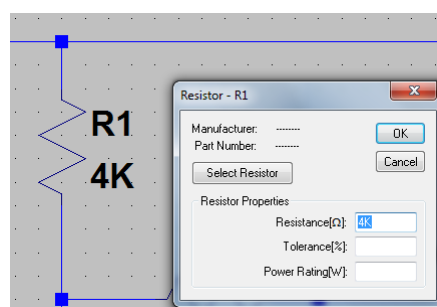 R1
4K
Resistor - R1
Manufacturer: --------
Part Number: --------
OK
Cancel
Select Resistor
Resistor Properties
Resistance[Ω]: 4K
Tolerance[%]:
Power Rating[W]: